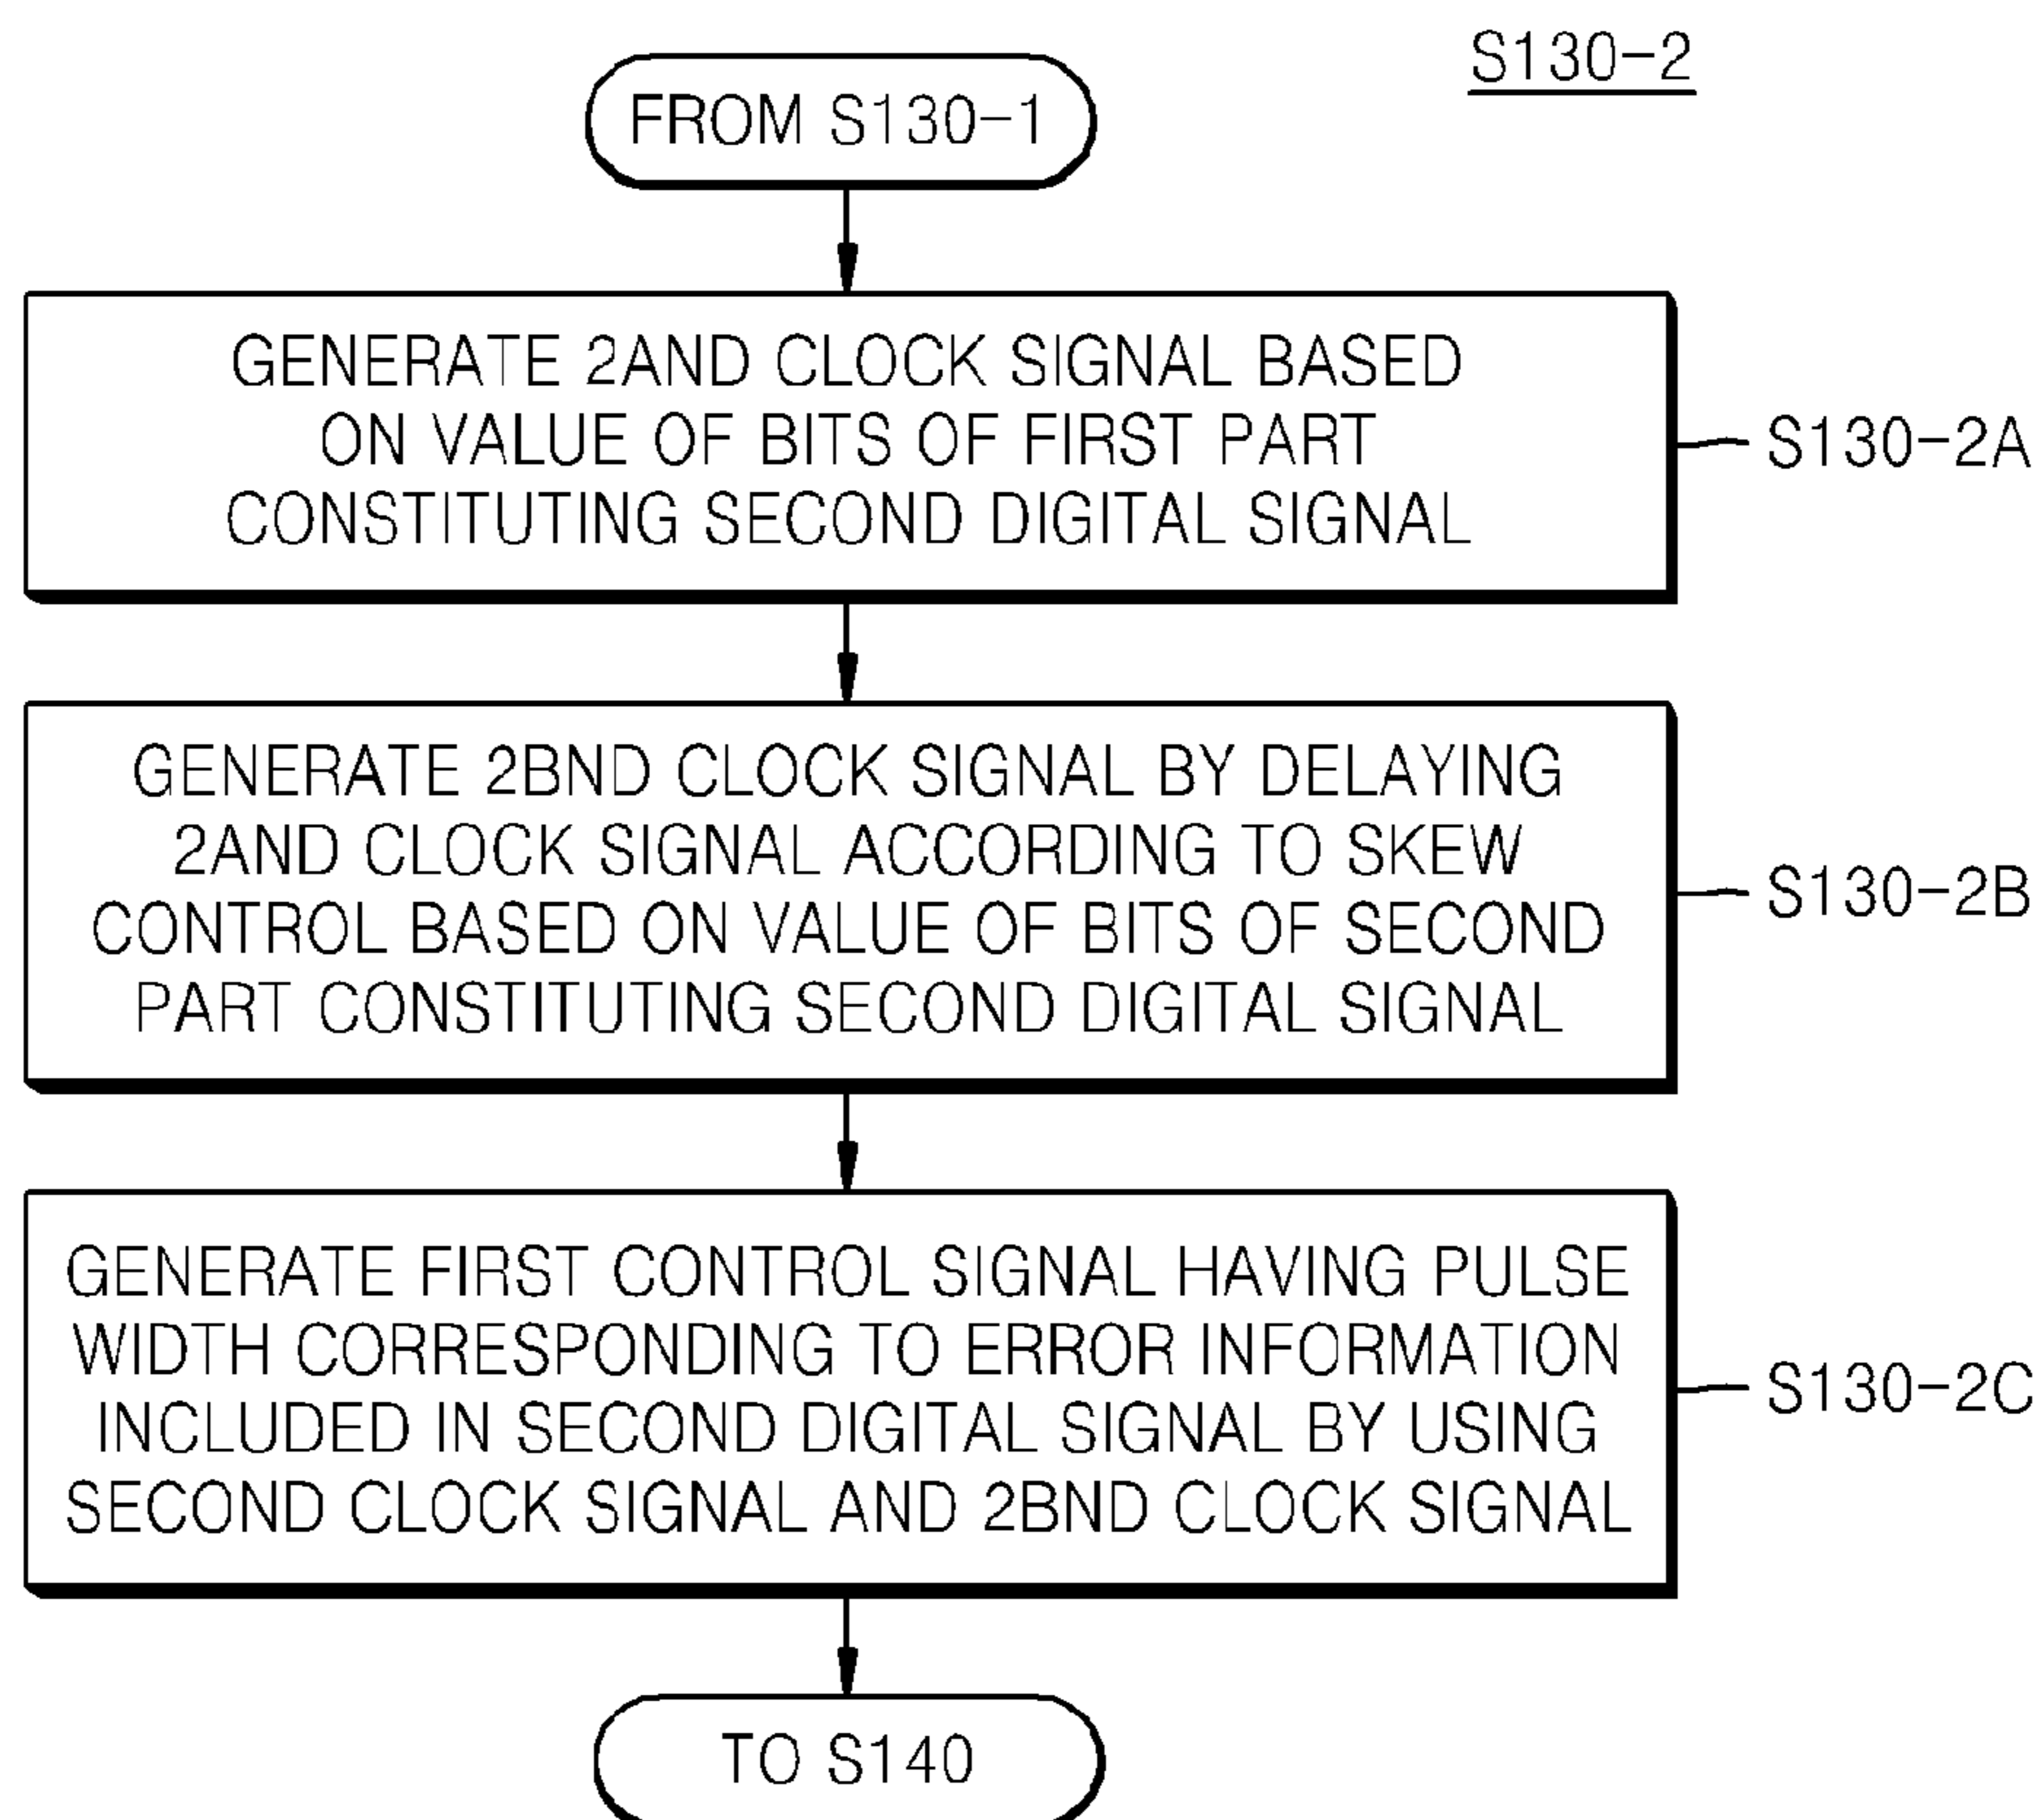 S130-2
FROM S130-1
GENERATE 2AND CLOCK SIGNAL BASED
ON VALUE OF BITS OF FIRST PART
CONSTITUTING SECOND DIGITAL SIGNAL
S130-2A
GENERATE 2BND CLOCK SIGNAL BY DELAYING
2AND CLOCK SIGNAL ACCORDING TO SKEW
CONTROL BASED ON VALUE OF BITS OF SECOND
PART CONSTITUTING SECOND DIGITAL SIGNAL
S130-2B
GENERATE FIRST CONTROL SIGNAL HAVING PULSE
WIDTH CORRESPONDING TO ERROR INFORMATION
INCLUDED IN SECOND DIGITAL SIGNAL BY USING
SECOND CLOCK SIGNAL AND 2BND CLOCK SIGNAL
S130-2C
TO S140